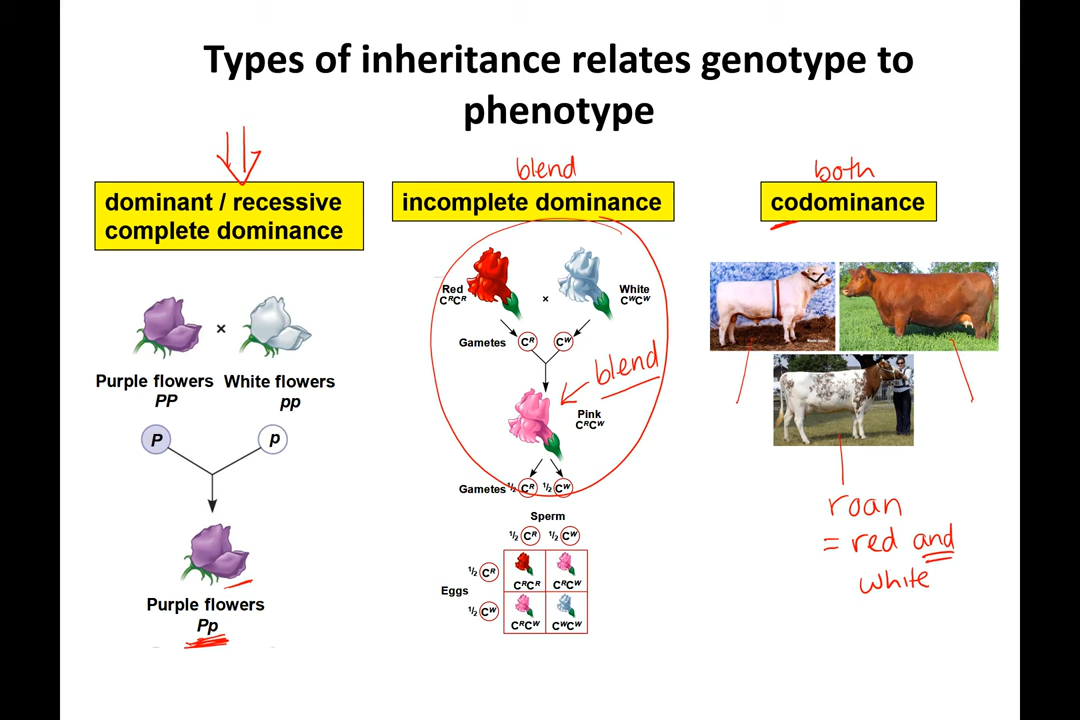 Types of inheritance relates genotype to
phenotype
dominant / recessive
complete dominance
Purple flowers
PP
×
White flowers
pp
P
p
Purple flowers
Pp
blend
incomplete dominance
Red
CᴿCᴿ
×
White
CᵂCᵂ
Gametes
Cᴿ
Cᵂ
blend
Pink
CᴿCᵂ
Gametes
1/2 Cᴿ
1/2 Cᵂ
Sperm
1/2 Cᴿ
1/2 Cᵂ
Eggs
1/2 Cᴿ
1/2 Cᵂ
CᴿCᴿ
CᴿCᵂ
CᴿCᵂ
CᵂCᵂ
both
codominance
roan
= red and
white